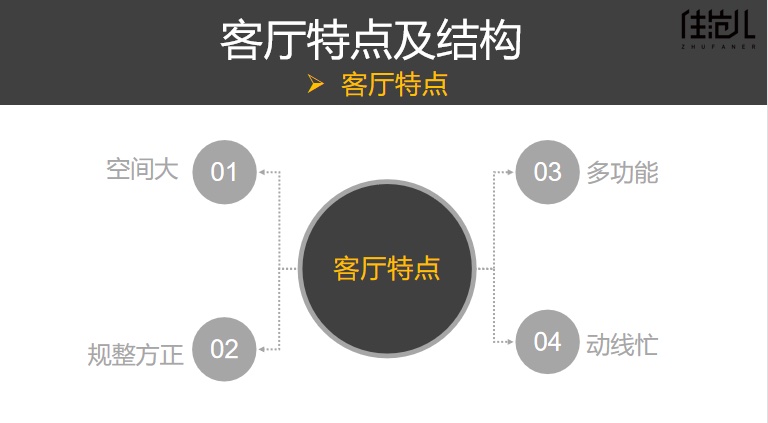 客厅特点及结构
住范儿
ZHUFANER
➢ 客厅特点
空间大
01
规整方正
02
客厅特点
03
多功能
04
动线忙